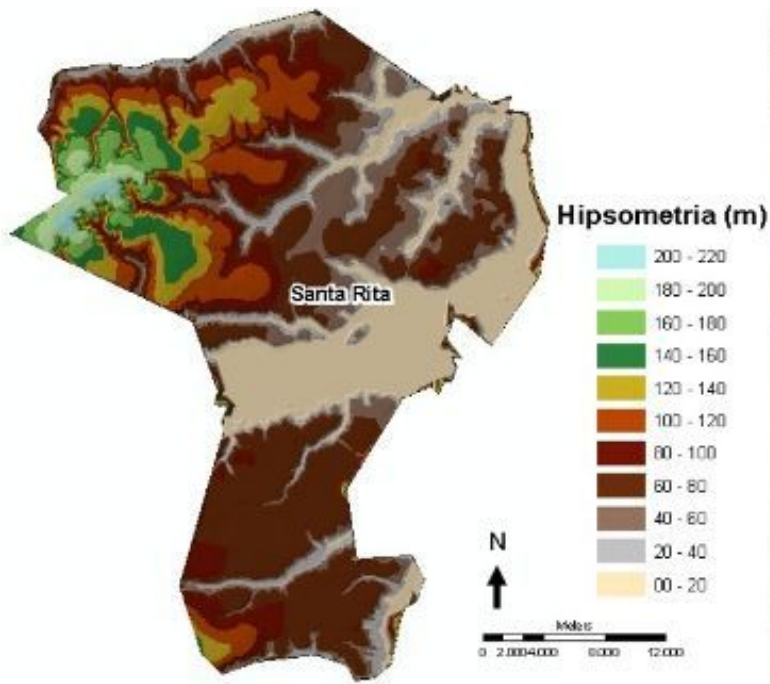 Santa Rita
Hipsometria (m)
200 - 220
180 - 200
160 - 180
140 - 160
120 - 140
100 - 120
80 - 100
60 - 80
40 - 60
20 - 40
00 - 20
N
Meters
0 2.0004.000 8.000 12.000